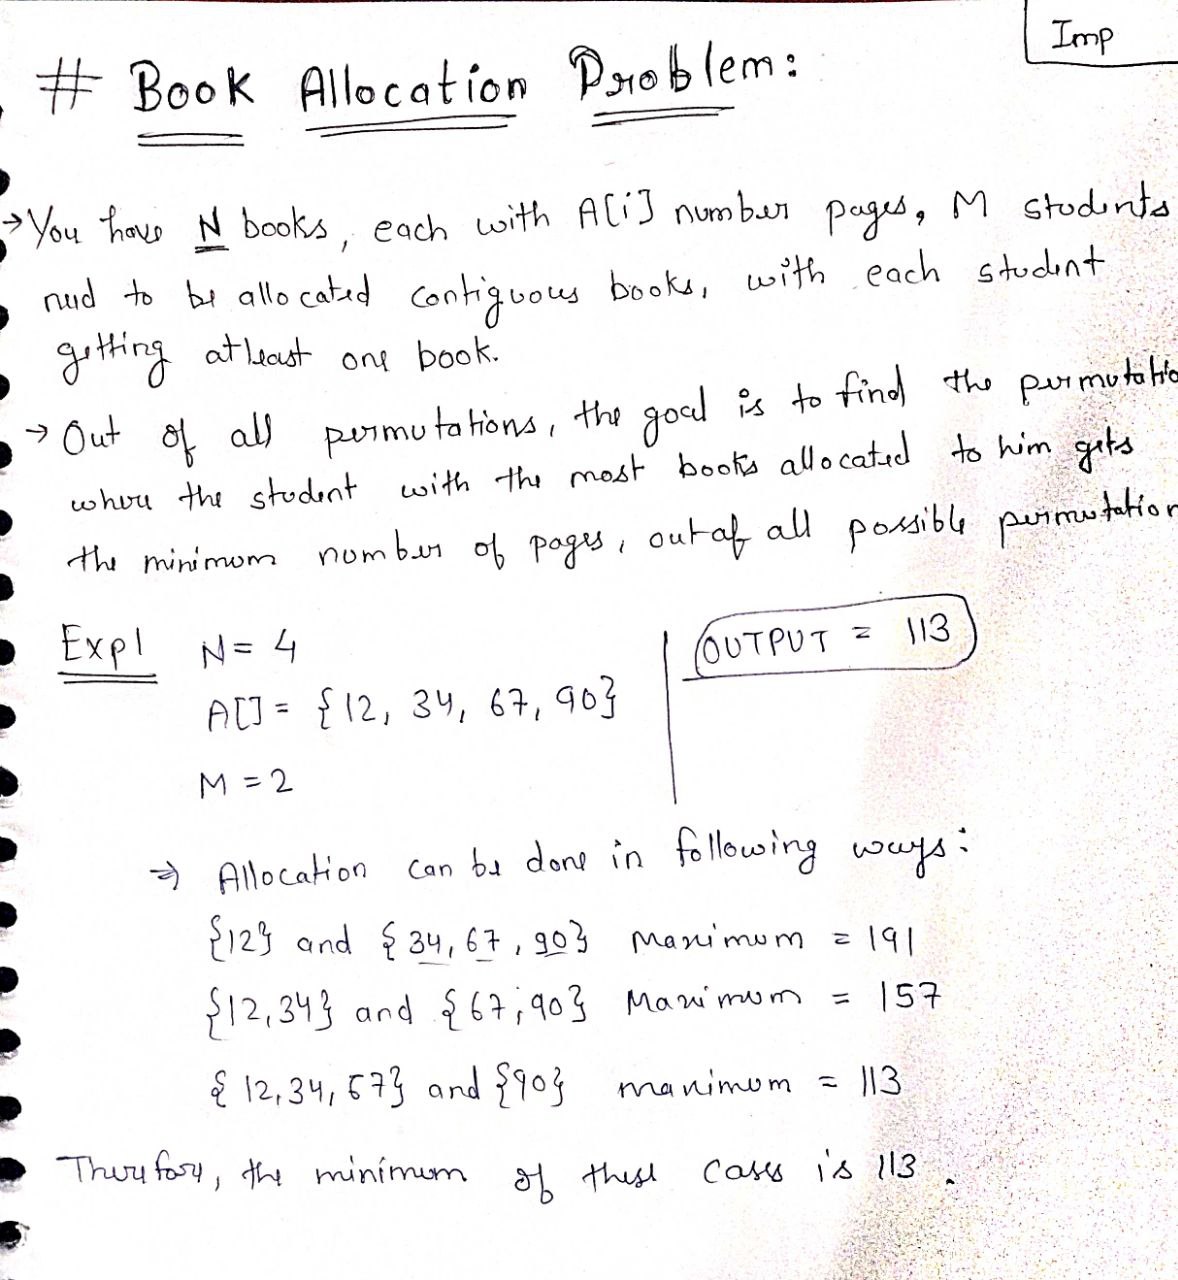 Imp
# Book Allocation Problem:
→ You have N books, each with A[i] number pages, M students
need to be allocated contiguous books, with each student
getting atleast one book.
→ Out of all permutations, the goal is to find the permutatio
where the student with the most books allocated to him gets
the minimum number of pages, out of all possible permutation
Expl N = 4
OUTPUT = 113
A[] = {12, 34, 67, 90}
M = 2
⇒ Allocation can be done in following ways:
{12} and {34, 67, 90} Maximum = 191
{12, 34} and {67, 90} Maximum = 157
{12, 34, 67} and {90} maximum = 113
Therefore, the minimum of these cases is 113.